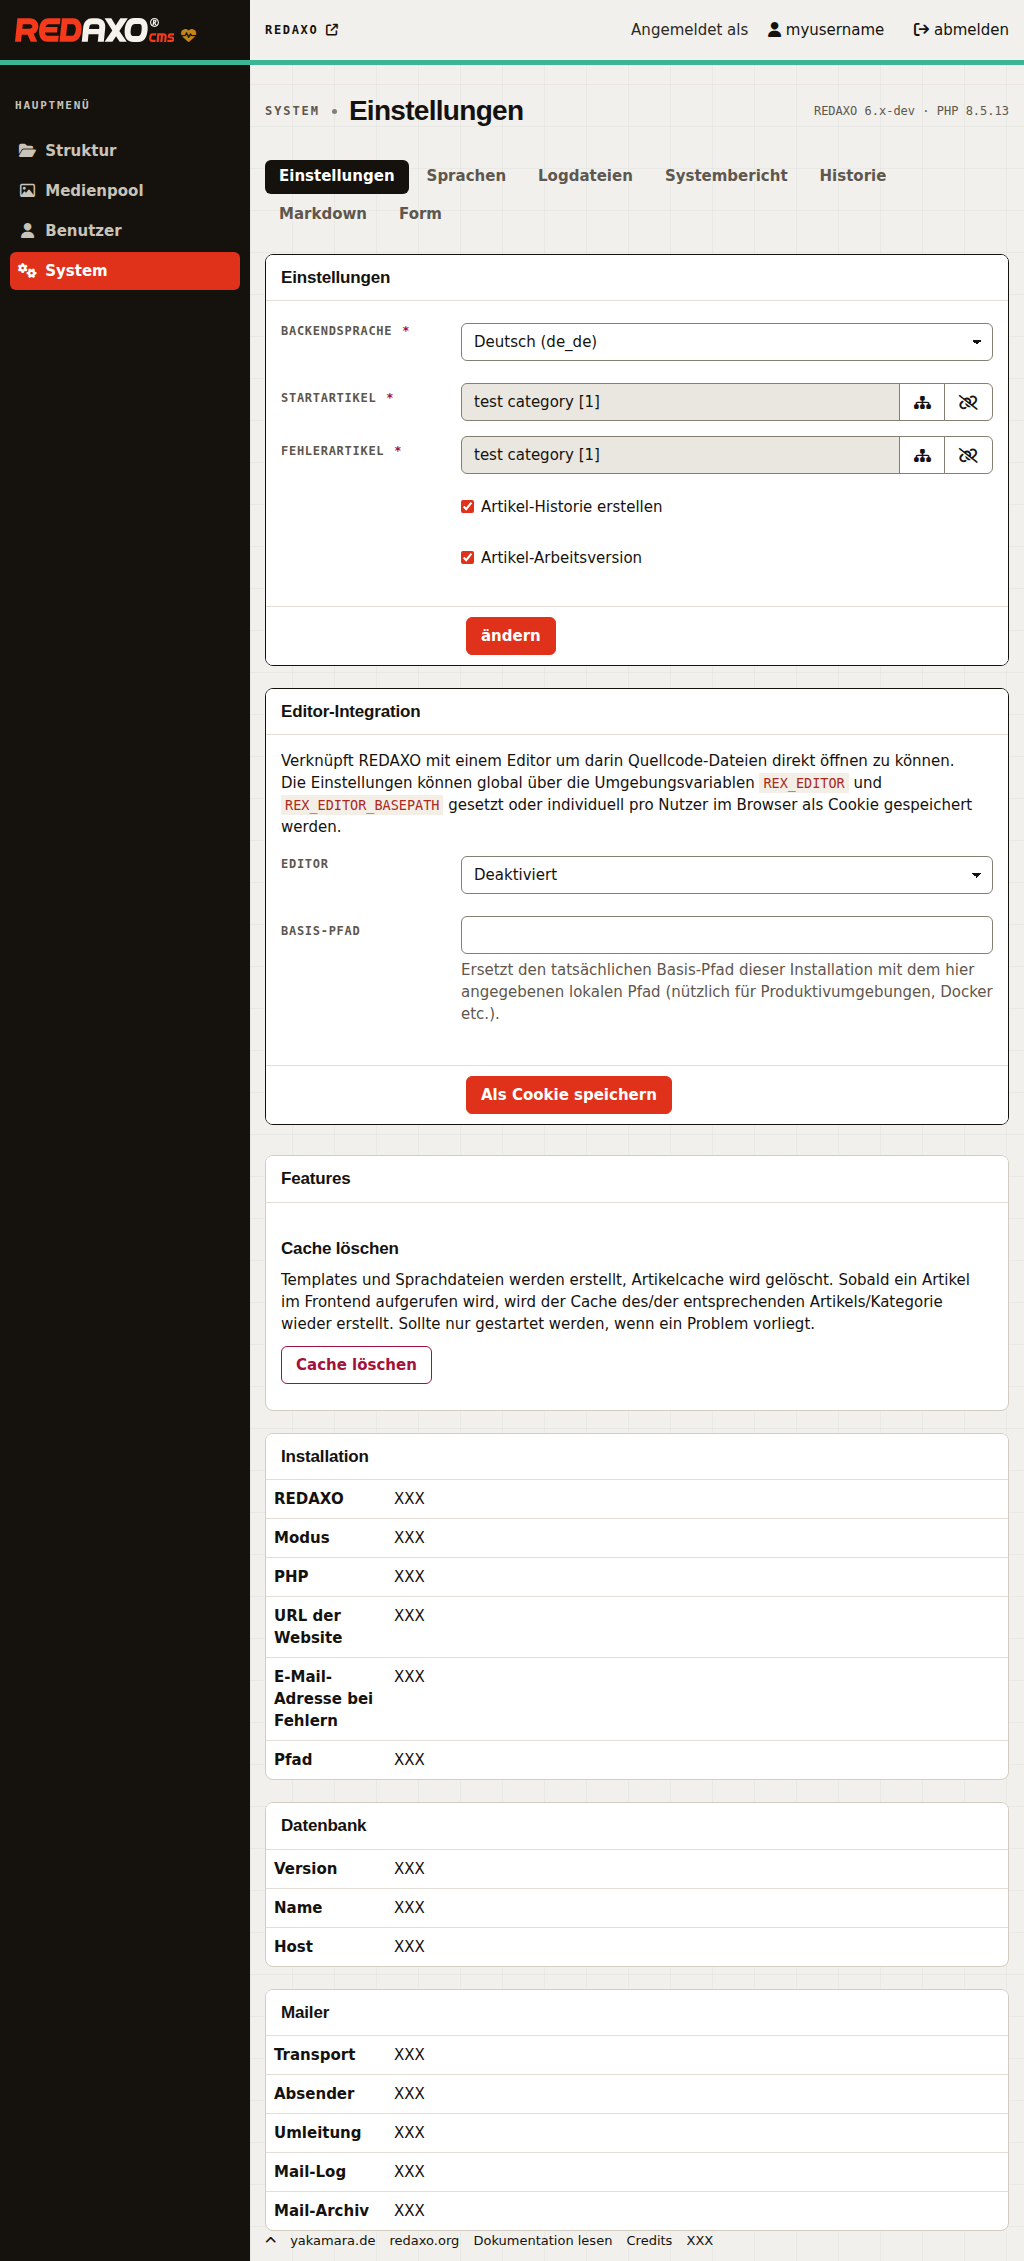 REDAXO® cms
REDAXO
Angemeldet als myusername abmelden
HAUPTMENÜ
Struktur
Medienpool
Benutzer
System
SYSTEM • Einstellungen
REDAXO 6.x-dev · PHP 8.5.13
Einstellungen Sprachen Logdateien Systembericht Historie
Markdown Form
Einstellungen
BACKENDSPRACHE *
Deutsch (de_de)
STARTARTIKEL *
test category [1]
FEHLERARTIKEL *
test category [1]
Artikel-Historie erstellen
Artikel-Arbeitsversion
ändern
Editor-Integration
Verknüpft REDAXO mit einem Editor um darin Quellcode-Dateien direkt öffnen zu können.
Die Einstellungen können global über die Umgebungsvariablen REX_EDITOR und
REX_EDITOR_BASEPATH gesetzt oder individuell pro Nutzer im Browser als Cookie gespeichert
werden.
EDITOR
Deaktiviert
BASIS-PFAD
Ersetzt den tatsächlichen Basis-Pfad dieser Installation mit dem hier
angegebenen lokalen Pfad (nützlich für Produktivumgebungen, Docker
etc.).
Als Cookie speichern
Features
Cache löschen
Templates und Sprachdateien werden erstellt, Artikelcache wird gelöscht. Sobald ein Artikel
im Frontend aufgerufen wird, wird der Cache des/der entsprechenden Artikels/Kategorie
wieder erstellt. Sollte nur gestartet werden, wenn ein Problem vorliegt.
Cache löschen
Installation
REDAXO XXX
Modus XXX
PHP XXX
URL der XXX
Website
E-Mail- XXX
Adresse bei
Fehlern
Pfad XXX
Datenbank
Version XXX
Name XXX
Host XXX
Mailer
Transport XXX
Absender XXX
Umleitung XXX
Mail-Log XXX
Mail-Archiv XXX
yakamara.de redaxo.org Dokumentation lesen Credits XXX